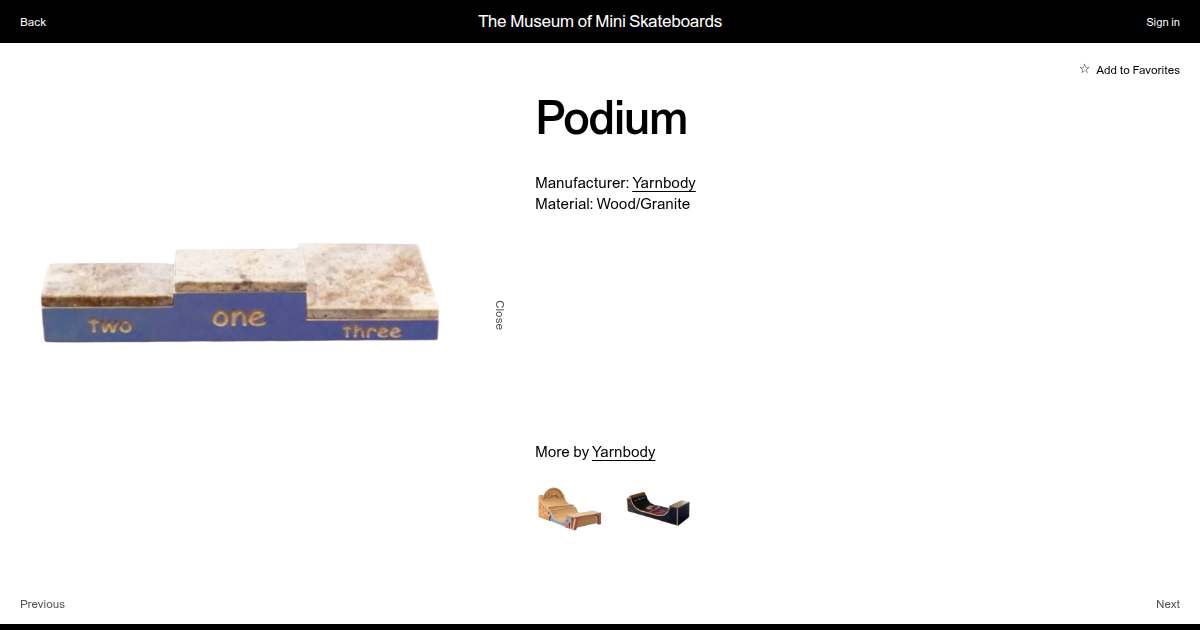 Back
The Museum of Mini Skateboards
Sign in
☆ Add to Favorites
Podium
Manufacturer: Yarnbody
Material: Wood/Granite
Two
one
Three
Close
More by Yarnbody
Previous
Next